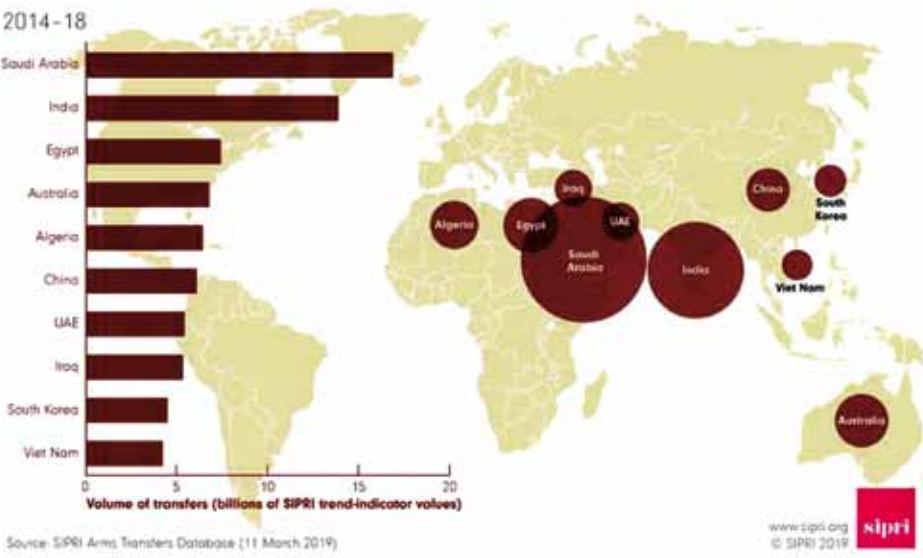 2014–18
Saudi Arabia
India
Egypt
Australia
Algeria
China
UAE
Iraq
South Korea
Viet Nam
0 5 10 15 20
Volume of transfers (billions of SIPRI trend-indicator values)
Algeria
Egypt
Iraq
UAE
Saudi
Arabia
India
China
South
Korea
Viet Nam
Australia
Source: SIPRI Arms Transfers Database (11 March 2019)
www.sipri.org
© SIPRI 2019
sipri